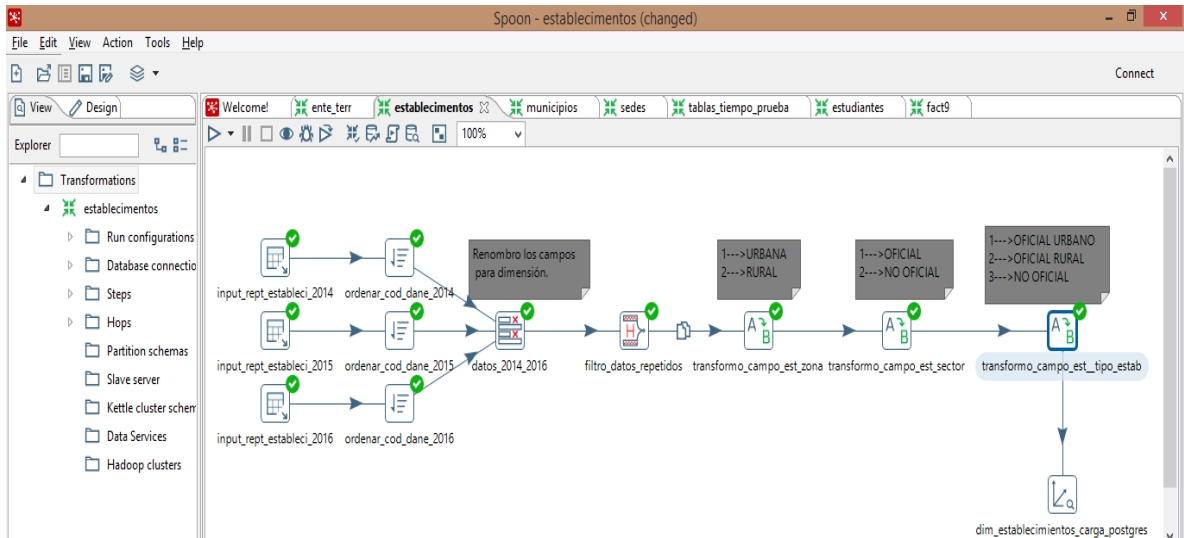 Spoon - establecimentos (changed)
File Edit View Action Tools Help
Connect
View Design
Welcome! ente_terr establecimentos municipios sedes tablas_tiempo_prueba estudiantes fact9
Explorer
100%
Transformations
establecimentos
Run configurations
Database connectio
Steps
Hops
Partition schemas
Slave server
Kettle cluster schem
Data Services
Hadoop clusters
Renombro los campos
para dimensión.
1--->URBANA
2--->RURAL
1--->OFICIAL
2--->NO OFICIAL
1--->OFICIAL URBANO
2--->OFICIAL RURAL
3--->NO OFICIAL
input_rept_estableci_2014 ordenar_cod_dane_2014
input_rept_estableci_2015 ordenar_cod_dane_2015 datos_2014_2016 filtro_datos_repetidos transformo_campo_est_zona transformo_campo_est_sector transformo_campo_est__tipo_estab
input_rept_estableci_2016 ordenar_cod_dane_2016
dim_establecimientos_carga_postgres